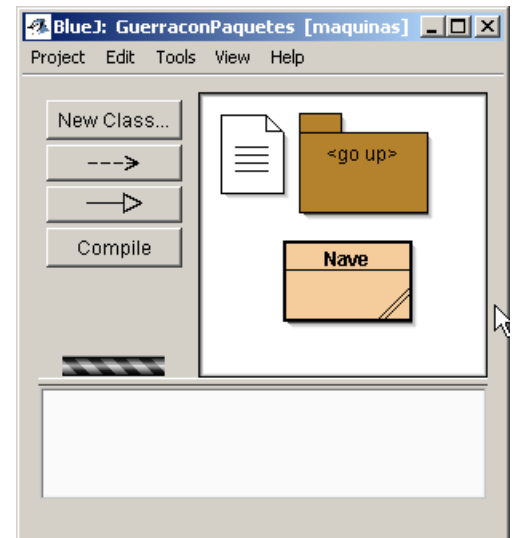 BlueJ: GuerraconPaquetes [maquinas]
Project Edit Tools View Help
New Class...
<go up>
Compile
Nave